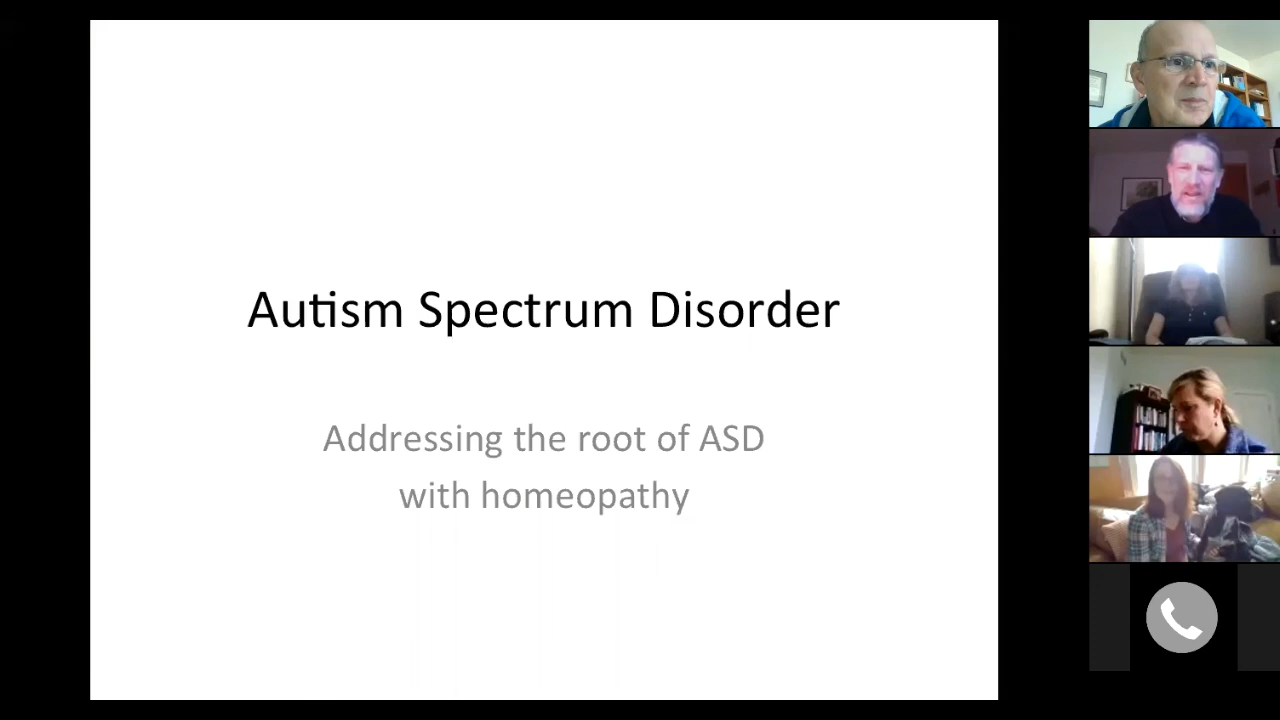 Autism Spectrum Disorder
Addressing the root of ASD
with homeopathy